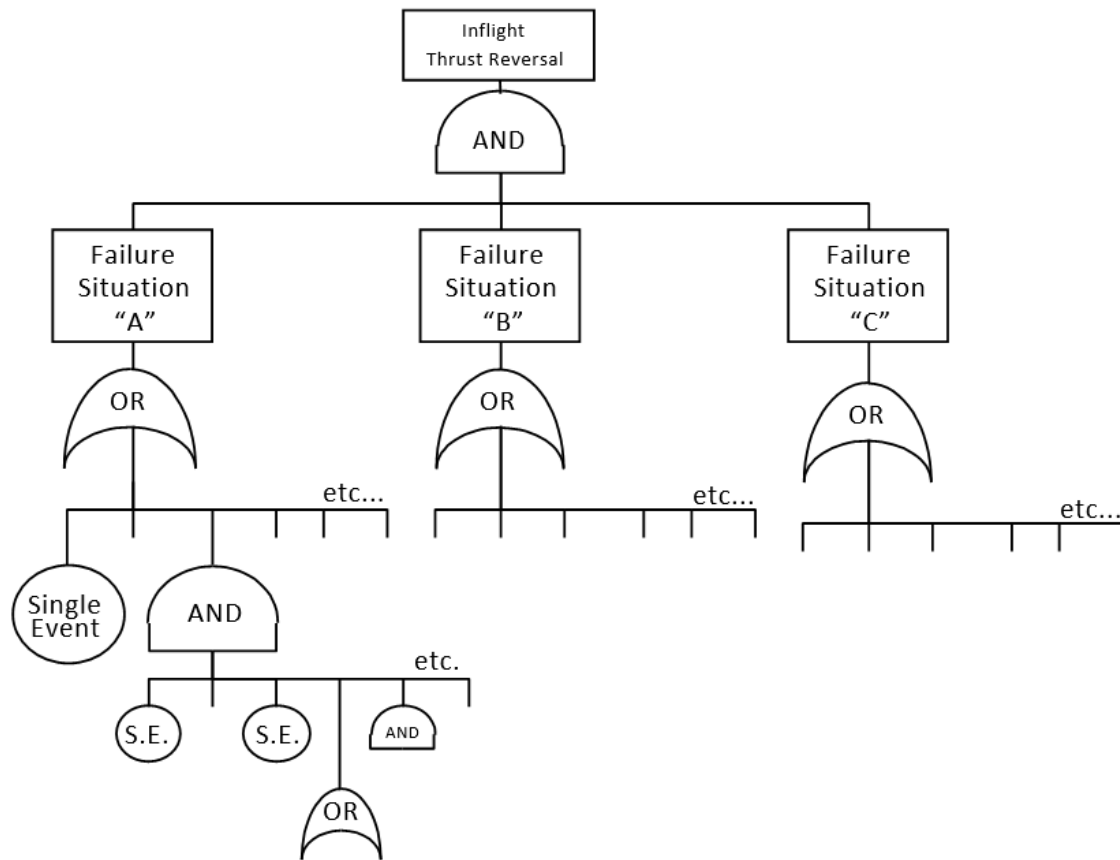 Inflight
Thrust Reversal
AND
Failure
Situation
“A”
Failure
Situation
“B”
Failure
Situation
“C”
OR
OR
OR
etc...
etc...
etc...
Single
Event
AND
etc.
S.E.
S.E.
AND
OR